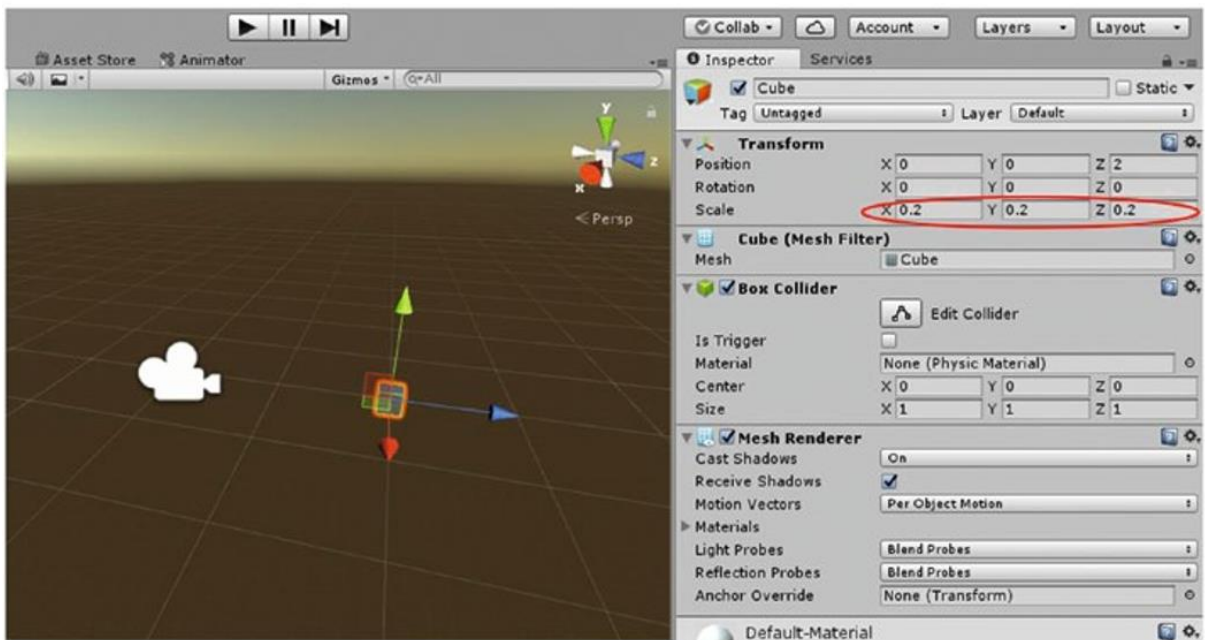 Collab Account Layers Layout
Asset Store Animator
Inspector Services
Gizmos All
Cube Static
Tag Untagged Layer Default
y
z
x
Persp
Transform
Position X 0 Y 0 Z 2
Rotation X 0 Y 0 Z 0
Scale X 0.2 Y 0.2 Z 0.2
Cube (Mesh Filter)
Mesh Cube
Box Collider
Edit Collider
Is Trigger
Material None (Physic Material)
Center X 0 Y 0 Z 0
Size X 1 Y 1 Z 1
Mesh Renderer
Cast Shadows On
Receive Shadows
Motion Vectors Per Object Motion
Materials
Light Probes Blend Probes
Reflection Probes Blend Probes
Anchor Override None (Transform)
Default-Material